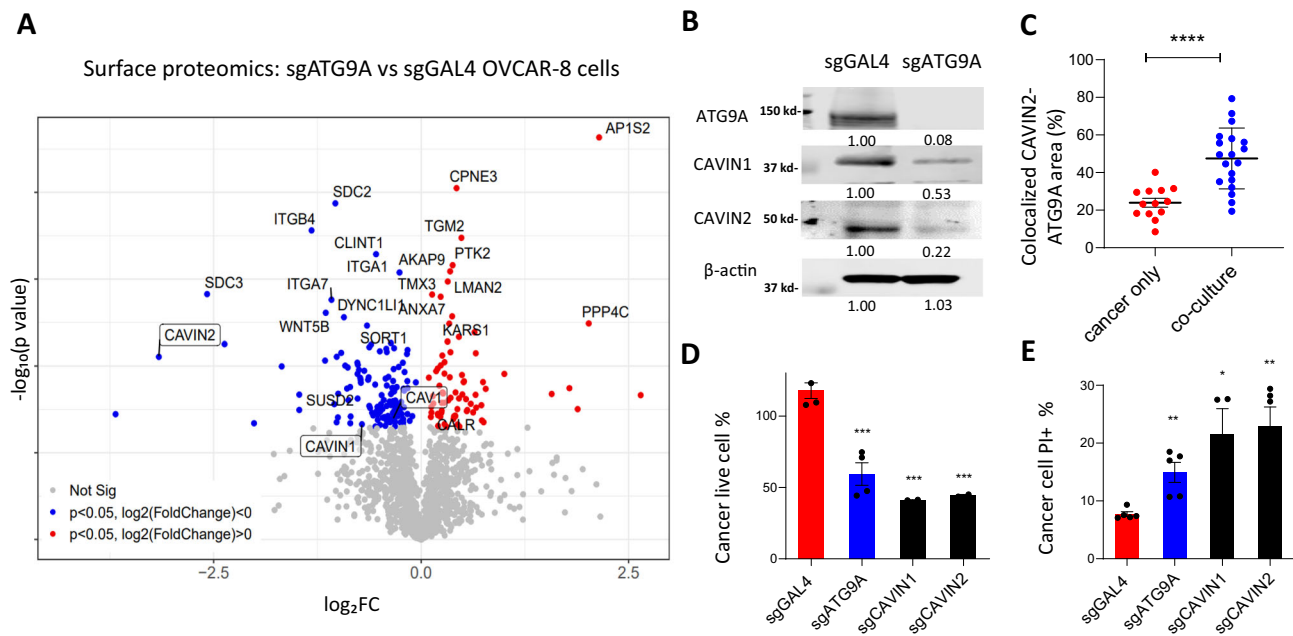 A
Surface proteomics: sgATG9A vs sgGAL4 OVCAR-8 cells
-log₁₀(p value)
AP1S2
CPNE3
SDC2
ITGB4
TGM2
CLINT1
AKAP9
PTK2
ITGA1
SDC3
ITGA7
TMX3
LMAN2
DYNC1LI1
ANXA7
PPP4C
WNT5B
KARS1
CAVIN2
SORT1
SUSD2
CAV1
CALR
CAVIN1
Not Sig
p<0.05, log2(FoldChange)<0
p<0.05, log2(FoldChange)>0
−2.5 0.0 2.5
log₂FC
B
sgGAL4 sgATG9A
ATG9A
150 kd-
1.00 0.08
CAVIN1
37 kd-
1.00 0.53
CAVIN2
50 kd-
1.00 0.22
β-actin
37 kd-
1.00 1.03
C
****
Colocalized CAVIN2-
ATG9A area (%)
100
80
60
40
20
0
cancer only
co-culture
D
Cancer live cell %
100
50
0
***
***
***
sgGAL4
sgATG9A
sgCAVIN1
sgCAVIN2
E
Cancer cell PI+ %
30
20
10
0
**
*
**
sgGAL4
sgATG9A
sgCAVIN1
sgCAVIN2